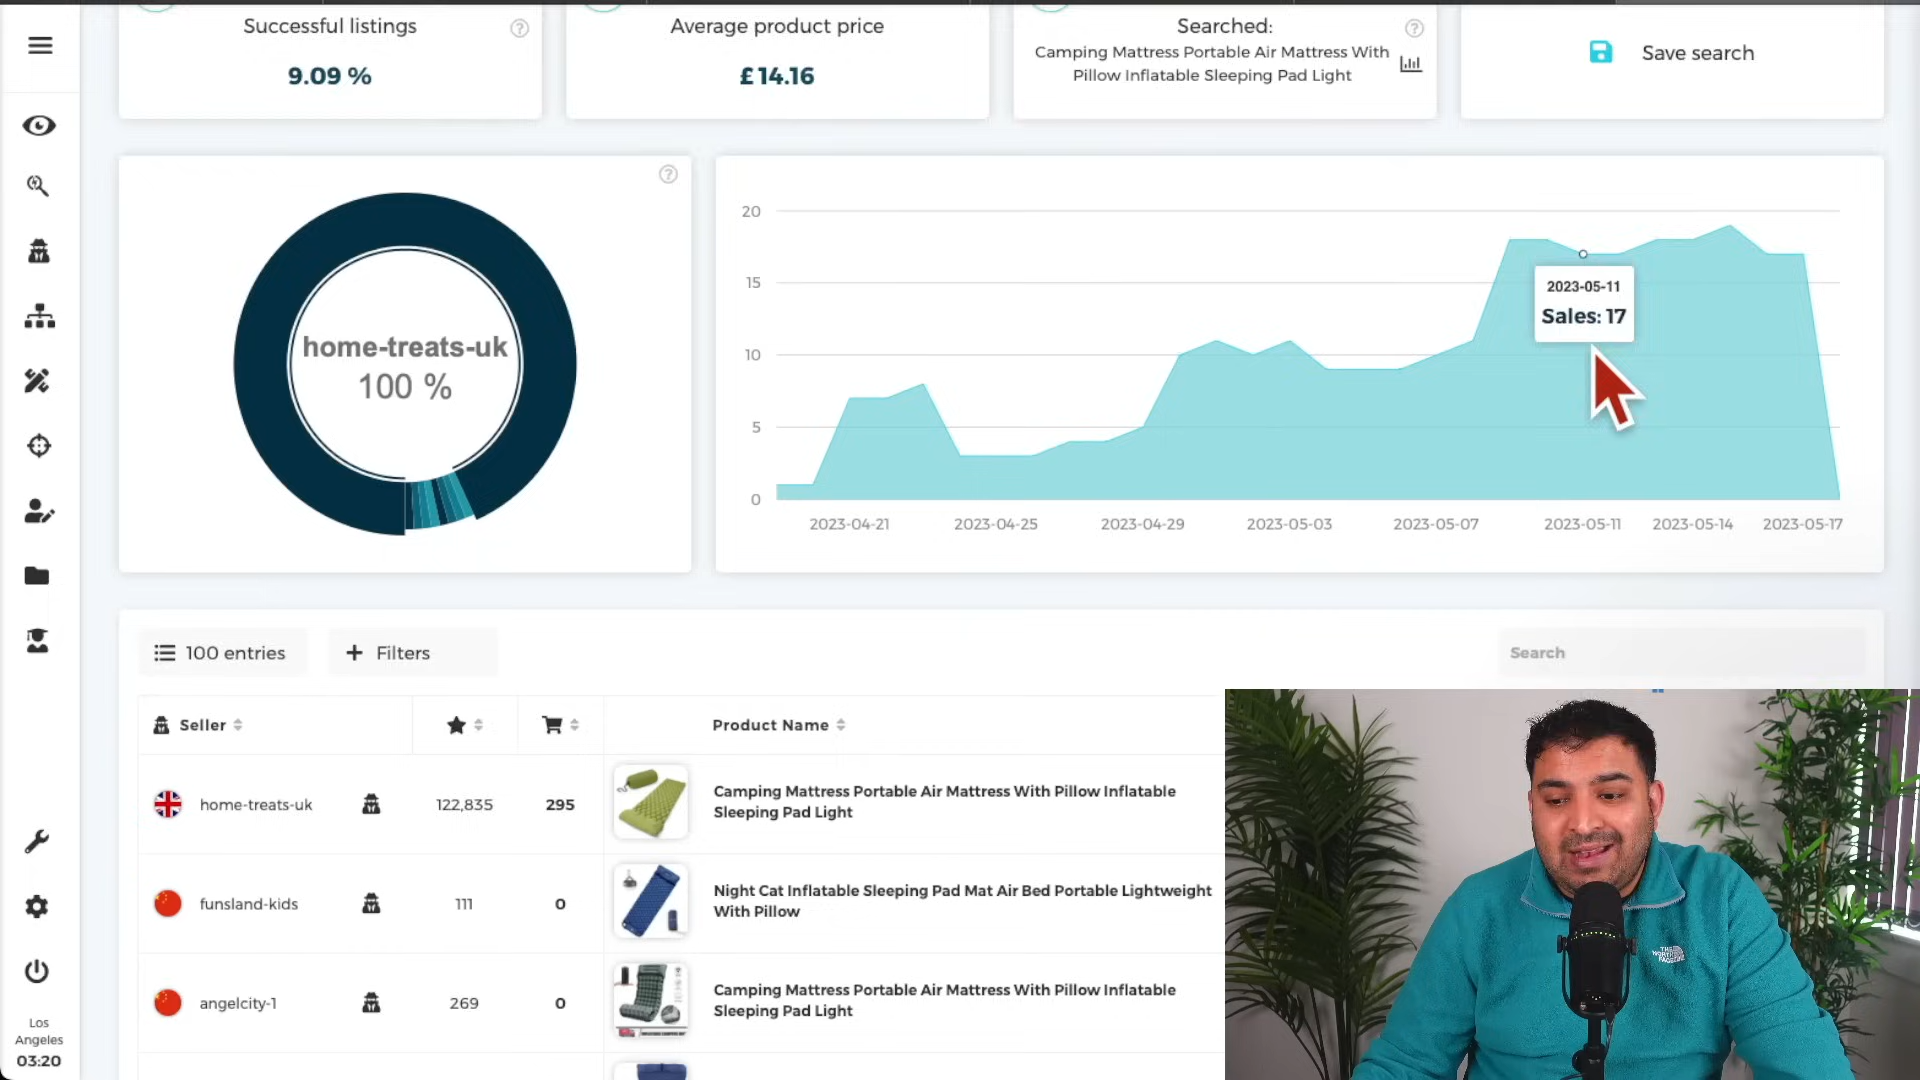 Successful listings
9.09 %
Average product price
£14.16
Searched:
Camping Mattress Portable Air Mattress With
Pillow Inflatable Sleeping Pad Light
Save search
home-treats-uk
100 %
20
15
10
5
0
2023-05-11
Sales: 17
2023-04-21
2023-04-25
2023-04-29
2023-05-03
2023-05-07
2023-05-11
2023-05-14
2023-05-17
100 entries
Filters
Search
Seller
Product Name
home-treats-uk
122,835
295
Camping Mattress Portable Air Mattress With Pillow Inflatable
Sleeping Pad Light
funsland-kids
111
0
Night Cat Inflatable Sleeping Pad Mat Air Bed Portable Lightweight
With Pillow
angelcity-1
269
0
Camping Mattress Portable Air Mattress With Pillow Inflatable
Sleeping Pad Light
Los
Angeles
03:20
THE
NORTH
FACE